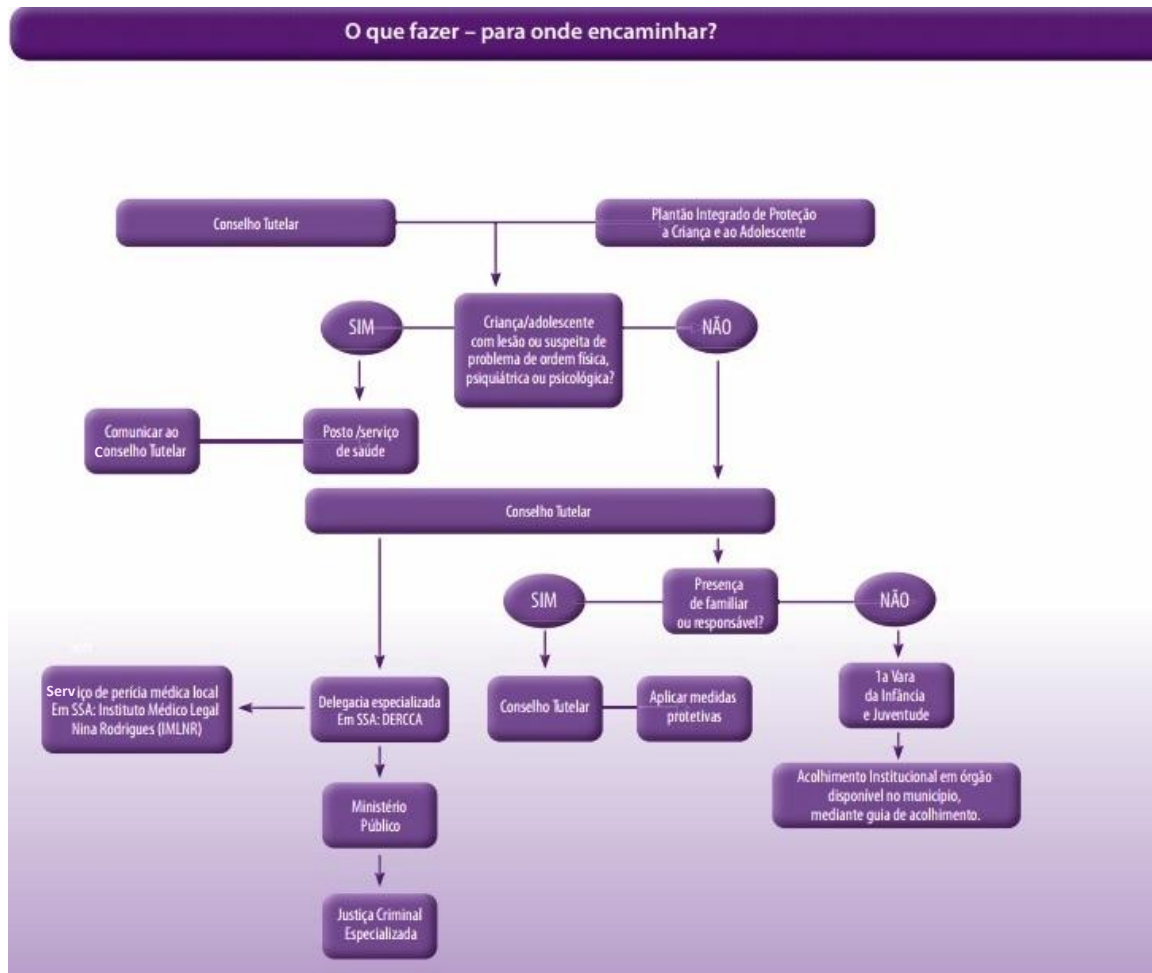 O que fazer – para onde encaminhar?
Conselho Tutelar
Plantão Integrado de Proteção
a Criança e ao Adolescente
SIM
Criança/adolescente
com lesão ou suspeita de
problema de ordem física,
psiquiátrica ou psicológica?
NÃO
Comunicar ao
Conselho Tutelar
Posto /serviço
de saúde
Conselho Tutelar
SIM
Presença
de familiar
ou responsável?
NÃO
Serviço de perícia médica local
Em SSA: Instituto Médico Legal
Nina Rodrigues (IMLNR)
Delegacia especializada
Em SSA: DERCCA
Conselho Tutelar
Aplicar medidas
protetivas
1a Vara
da Infância
e Juventude
Ministério
Público
Acolhimento Institucional em órgão
disponível no município,
mediante guia de acolhimento.
Justiça Criminal
Especializada